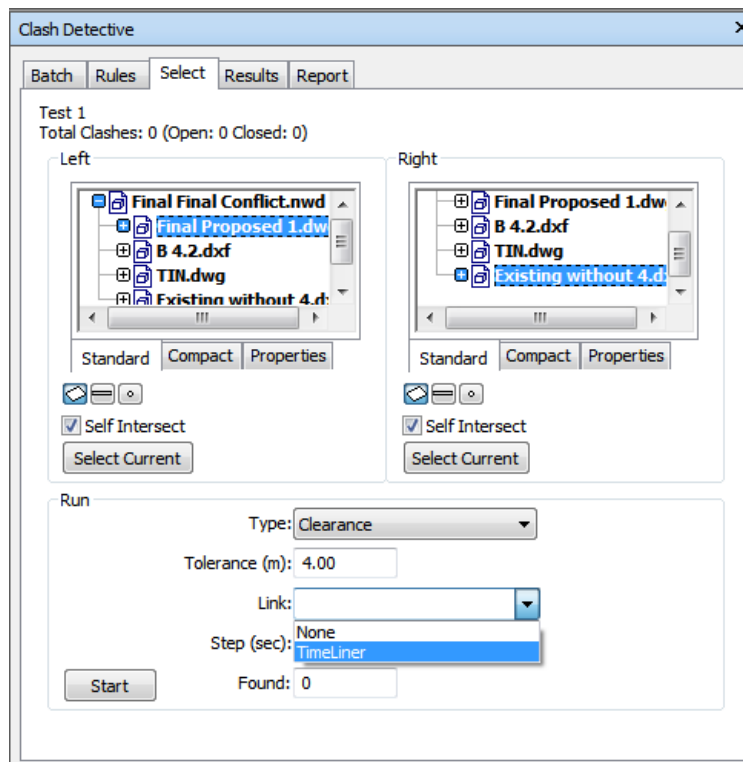 Clash Detective
Batch Rules Select Results Report
Test 1
Total Clashes: 0 (Open: 0 Closed: 0)
Left
Final Final Conflict.nwd
Final Proposed 1.dw
B 4.2.dxf
TIN.dwg
Existing without 4.d
Standard Compact Properties
Self Intersect
Select Current
Right
Final Proposed 1.dw
B 4.2.dxf
TIN.dwg
Existing without 4.d
Standard Compact Properties
Self Intersect
Select Current
Run
Type: Clearance
Tolerance (m): 4.00
Link:
None
Step (sec):
TimeLiner
Start
Found: 0